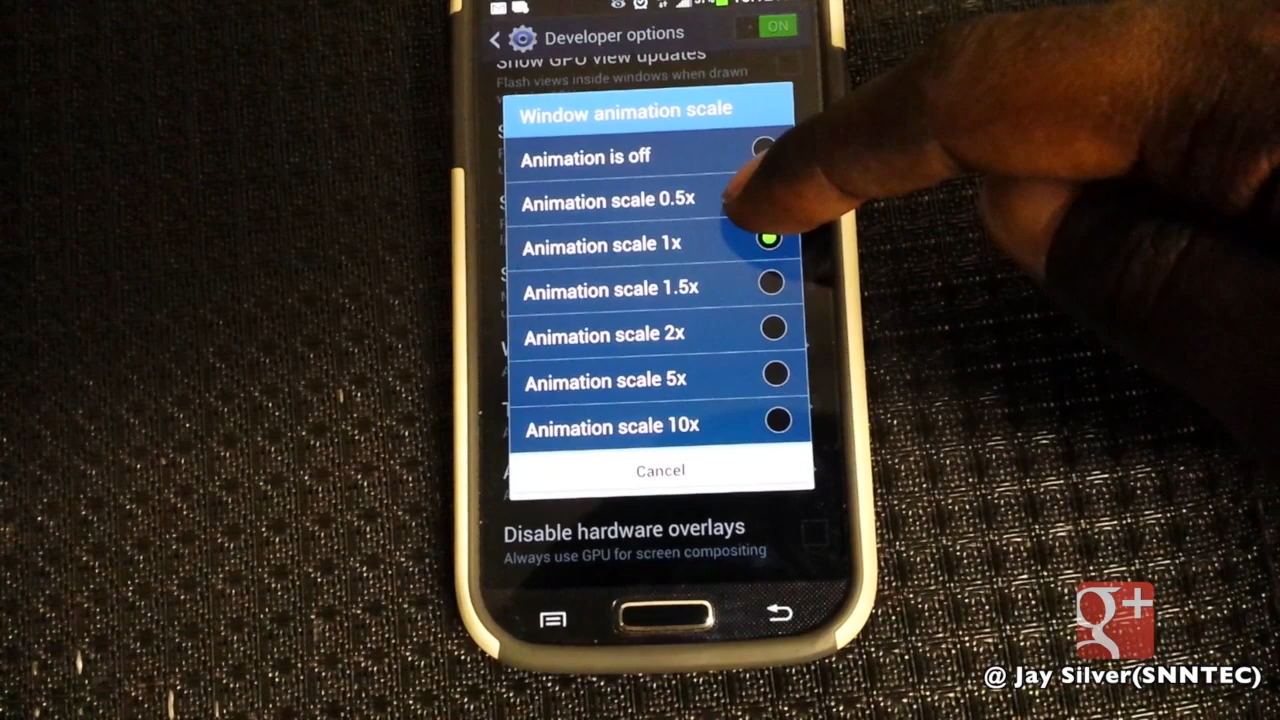 Developer options
ON
Show GPU view updates
Flash views inside windows when drawn
Window animation scale
Animation is off
Animation scale 0.5x
Animation scale 1x
Animation scale 1.5x
Animation scale 2x
Animation scale 5x
Animation scale 10x
Cancel
Disable hardware overlays
Always use GPU for screen compositing
g+
@ Jay Silver(SNNTEC)